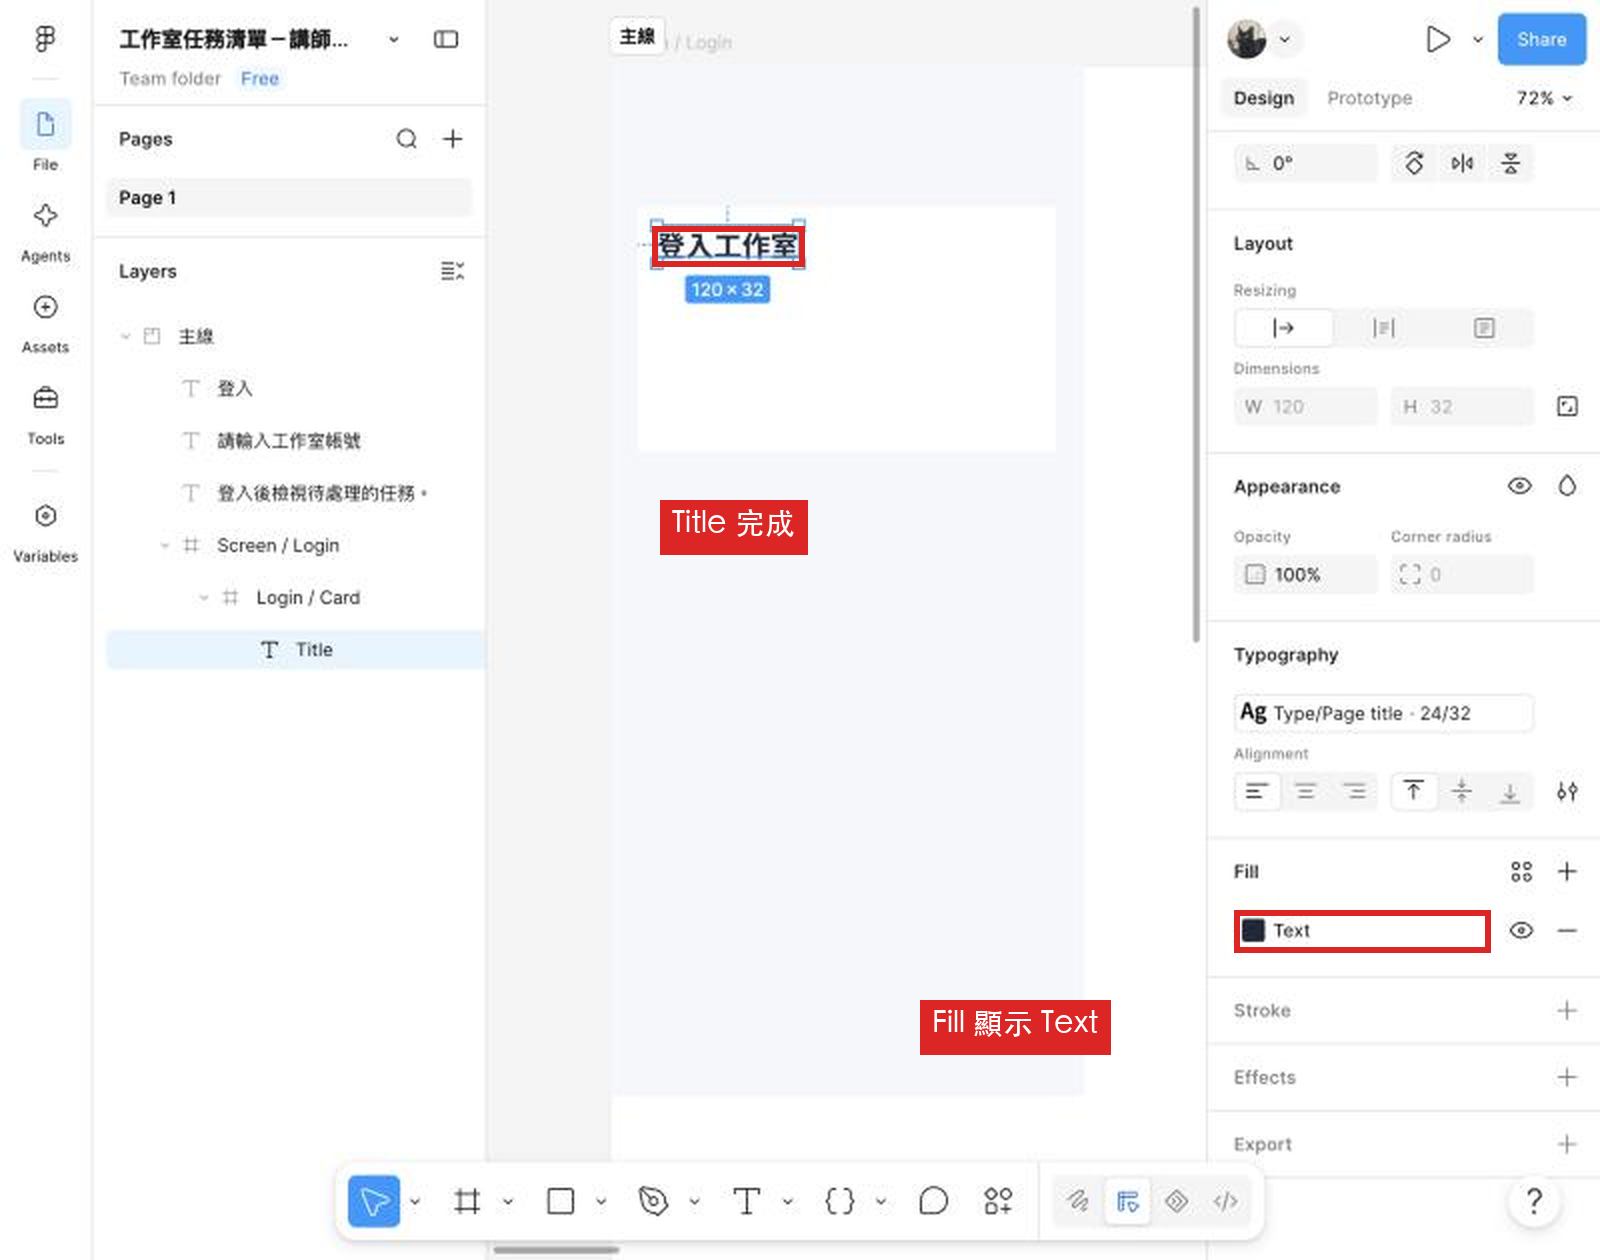 工作室任務清單－講師...
Team folder Free
File
Agents
Assets
Tools
Variables
Pages
Page 1
Layers
主線
登入
請輸入工作室帳號
登入後檢視待處理的任務。
Screen / Login
Login / Card
Title
主線 / Login
登入工作室
120 × 32
Title 完成
Fill 顯示 Text
Share
Design Prototype 72%
0°
Layout
Resizing
Dimensions
W 120 H 32
Appearance
Opacity Corner radius
100% 0
Typography
Ag Type/Page title · 24/32
Alignment
Fill
Text
Stroke
Effects
Export
?